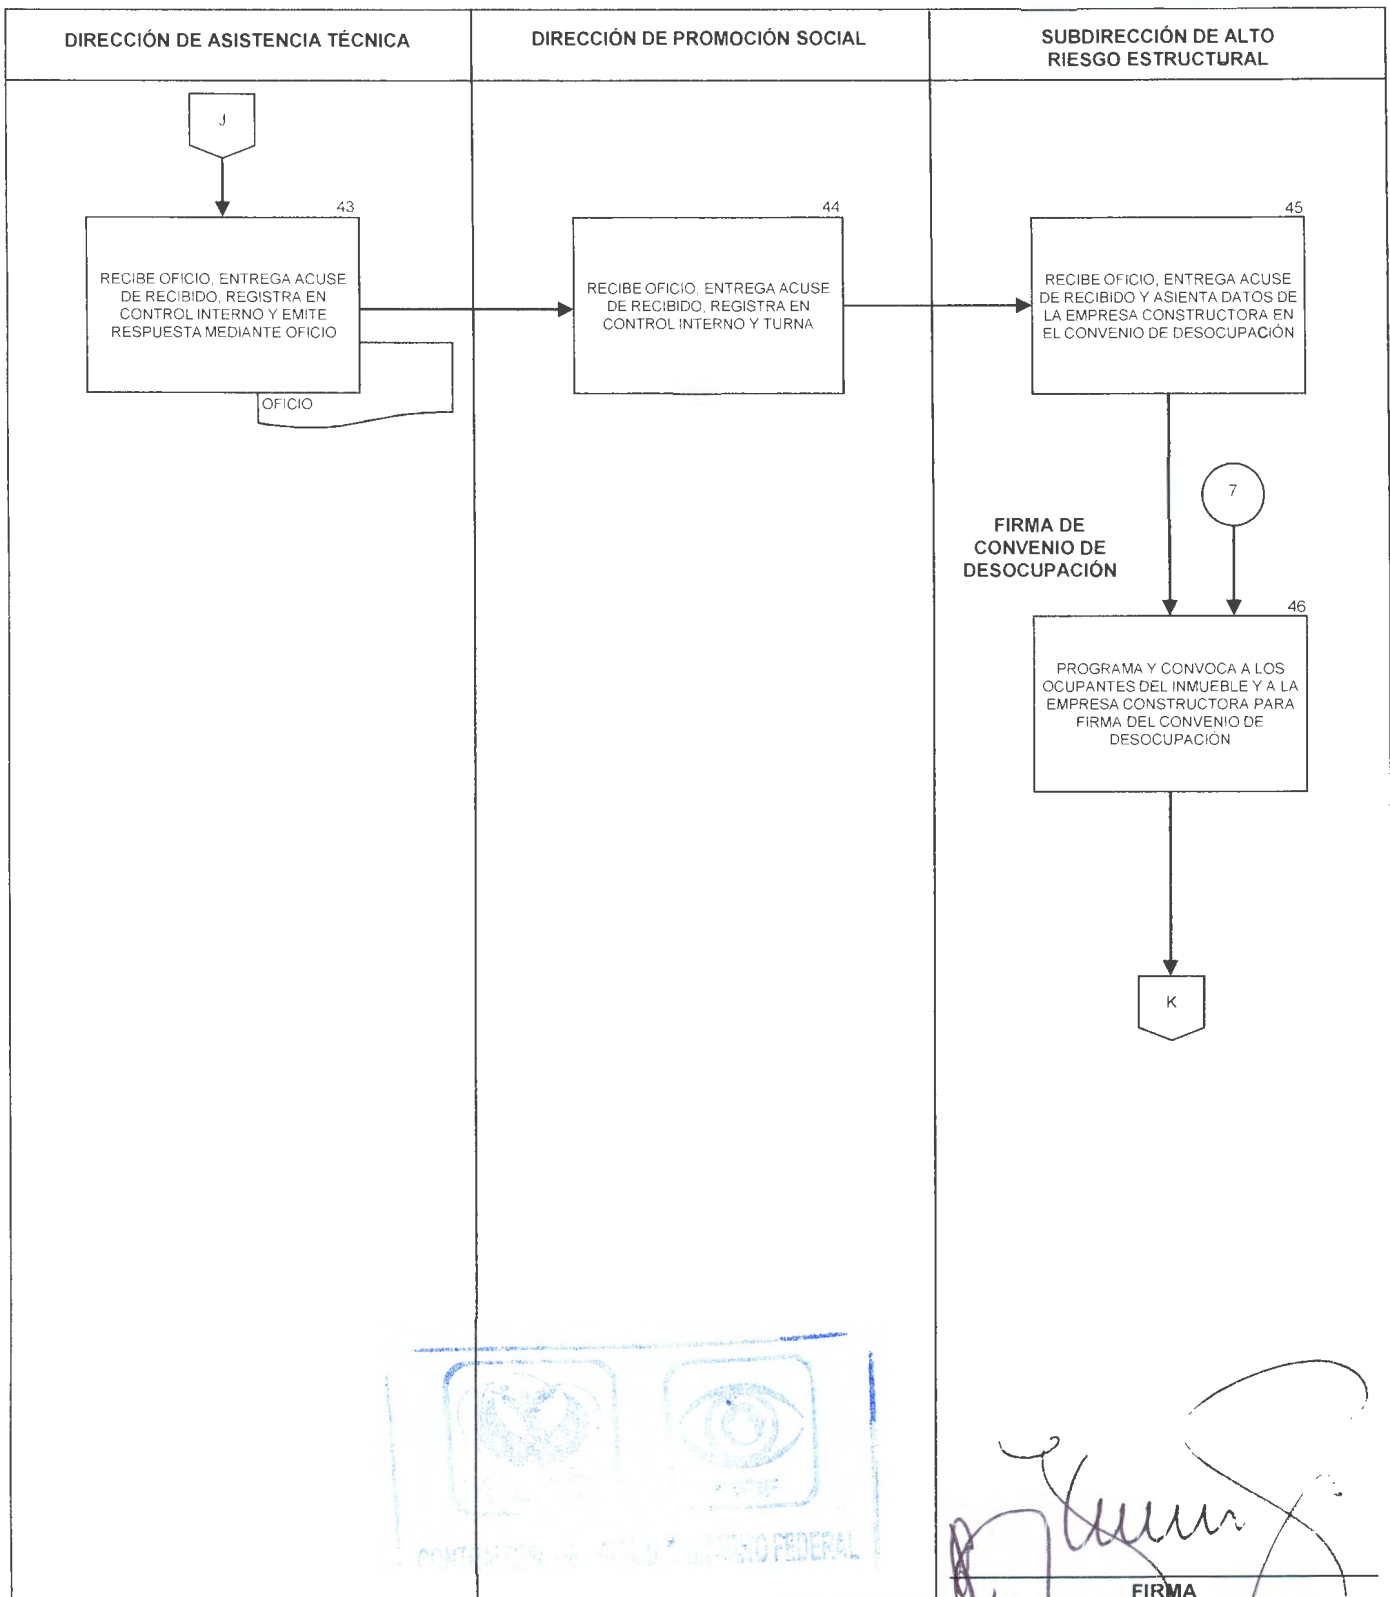 DIRECCIÓN DE ASISTENCIA TÉCNICA
DIRECCIÓN DE PROMOCIÓN SOCIAL
SUBDIRECCIÓN DE ALTO
RIESGO ESTRUCTURAL
J
43
RECIBE OFICIO, ENTREGA ACUSE
DE RECIBIDO, REGISTRA EN
CONTROL INTERNO Y EMITE
RESPUESTA MEDIANTE OFICIO
OFICIO
44
RECIBE OFICIO, ENTREGA ACUSE
DE RECIBIDO, REGISTRA EN
CONTROL INTERNO Y TURNA
45
RECIBE OFICIO, ENTREGA ACUSE
DE RECIBIDO Y ASIENTA DATOS DE
LA EMPRESA CONSTRUCTORA EN
EL CONVENIO DE DESOCUPACIÓN
7
FIRMA DE
CONVENIO DE
DESOCUPACIÓN
46
PROGRAMA Y CONVOCA A LOS
OCUPANTES DEL INMUEBLE Y A LA
EMPRESA CONSTRUCTORA PARA
FIRMA DEL CONVENIO DE
DESOCUPACIÓN
K
FEDERAL
FIRMA